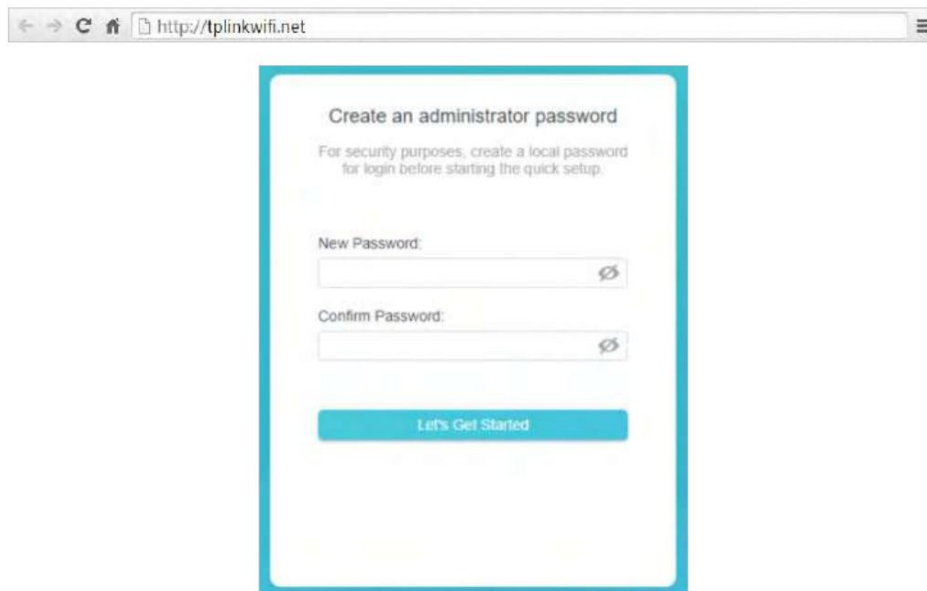 http://tplinkwifi.net
Create an administrator password
For security purposes, create a local password
for login before starting the quick setup.
New Password:
Confirm Password:
Let's Get Started